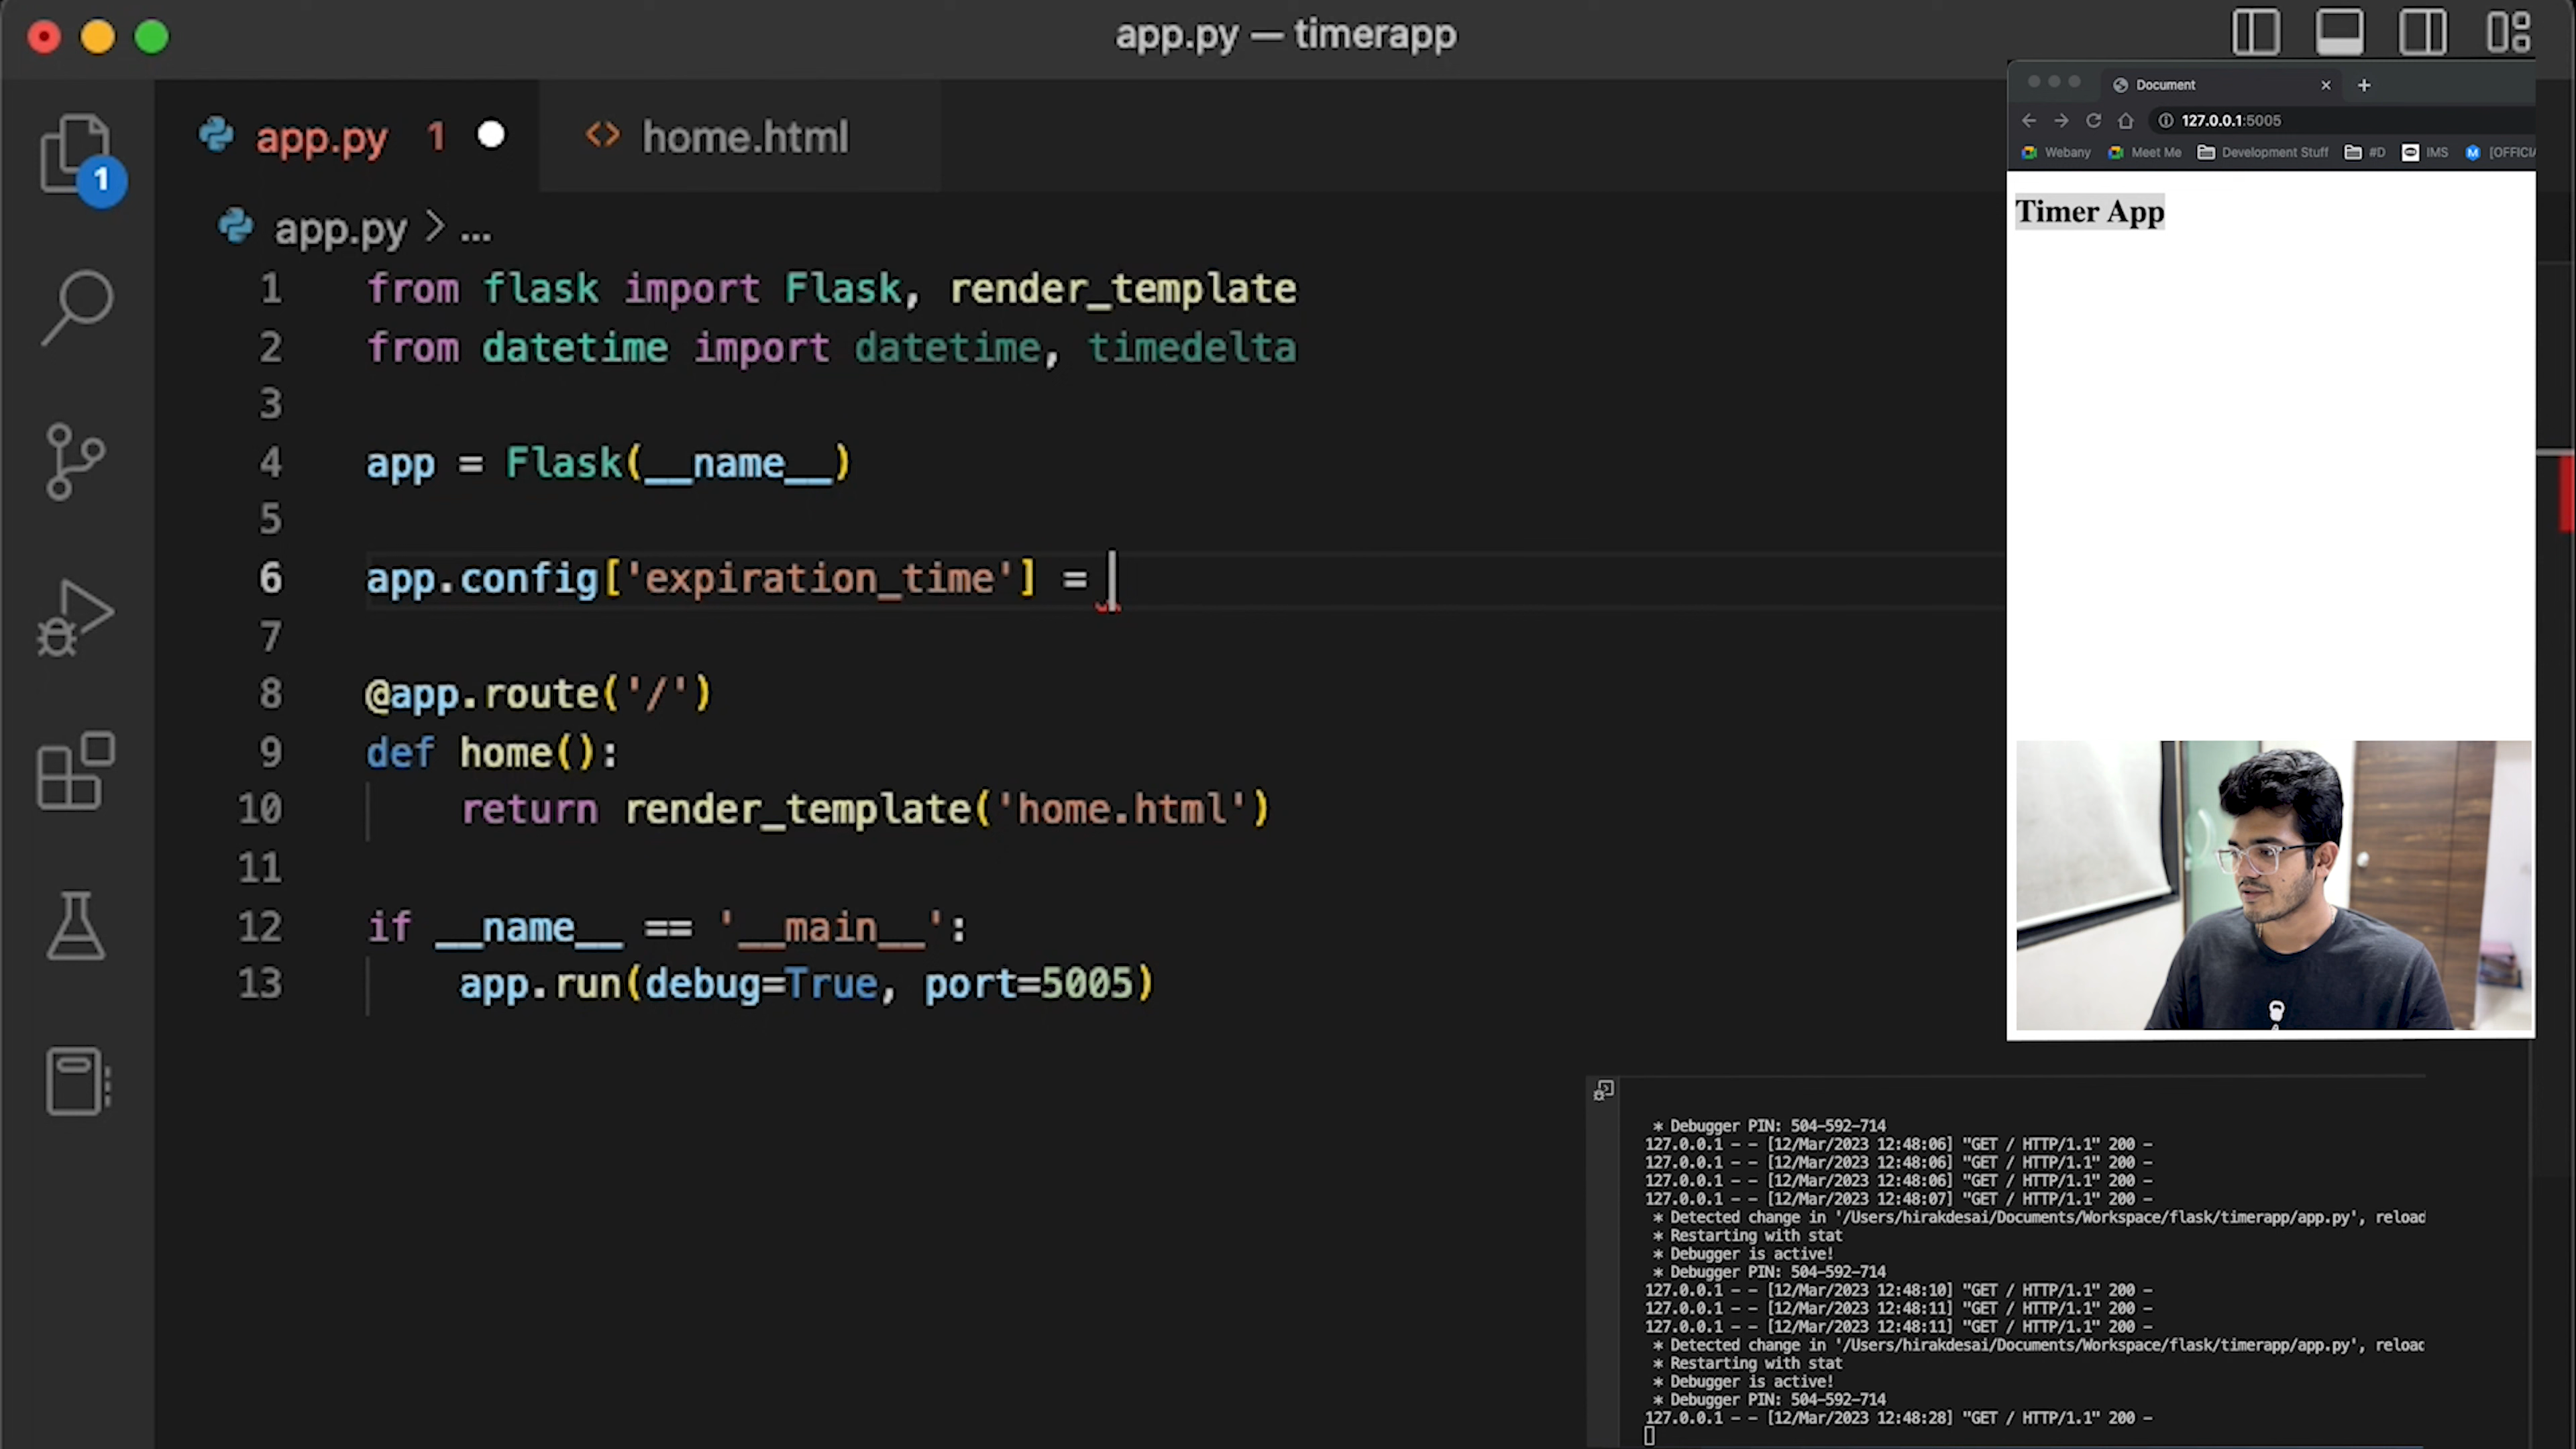 app.py — timerapp
app.py 1
home.html
1
app.py > ...
1 from flask import Flask, render_template
2 from datetime import datetime, timedelta
3
4 app = Flask(__name__)
5
6 app.config['expiration_time'] =
7
8 @app.route('/')
9 def home():
10 return render_template('home.html')
11
12 if __name__ == '__main__':
13 app.run(debug=True, port=5005)
Document
127.0.0.1:5005
Webany Meet Me Development Stuff #D IMS [OFFICIA
Timer App
* Debugger PIN: 504-592-714
127.0.0.1 - - [12/Mar/2023 12:48:06] "GET / HTTP/1.1" 200 -
127.0.0.1 - - [12/Mar/2023 12:48:06] "GET / HTTP/1.1" 200 -
127.0.0.1 - - [12/Mar/2023 12:48:06] "GET / HTTP/1.1" 200 -
127.0.0.1 - - [12/Mar/2023 12:48:07] "GET / HTTP/1.1" 200 -
* Detected change in '/Users/hirakdesai/Documents/Workspace/flask/timerapp/app.py', reload
* Restarting with stat
* Debugger is active!
* Debugger PIN: 504-592-714
127.0.0.1 - - [12/Mar/2023 12:48:10] "GET / HTTP/1.1" 200 -
127.0.0.1 - - [12/Mar/2023 12:48:11] "GET / HTTP/1.1" 200 -
127.0.0.1 - - [12/Mar/2023 12:48:11] "GET / HTTP/1.1" 200 -
* Detected change in '/Users/hirakdesai/Documents/Workspace/flask/timerapp/app.py', reload
* Restarting with stat
* Debugger is active!
* Debugger PIN: 504-592-714
127.0.0.1 - - [12/Mar/2023 12:48:28] "GET / HTTP/1.1" 200 -